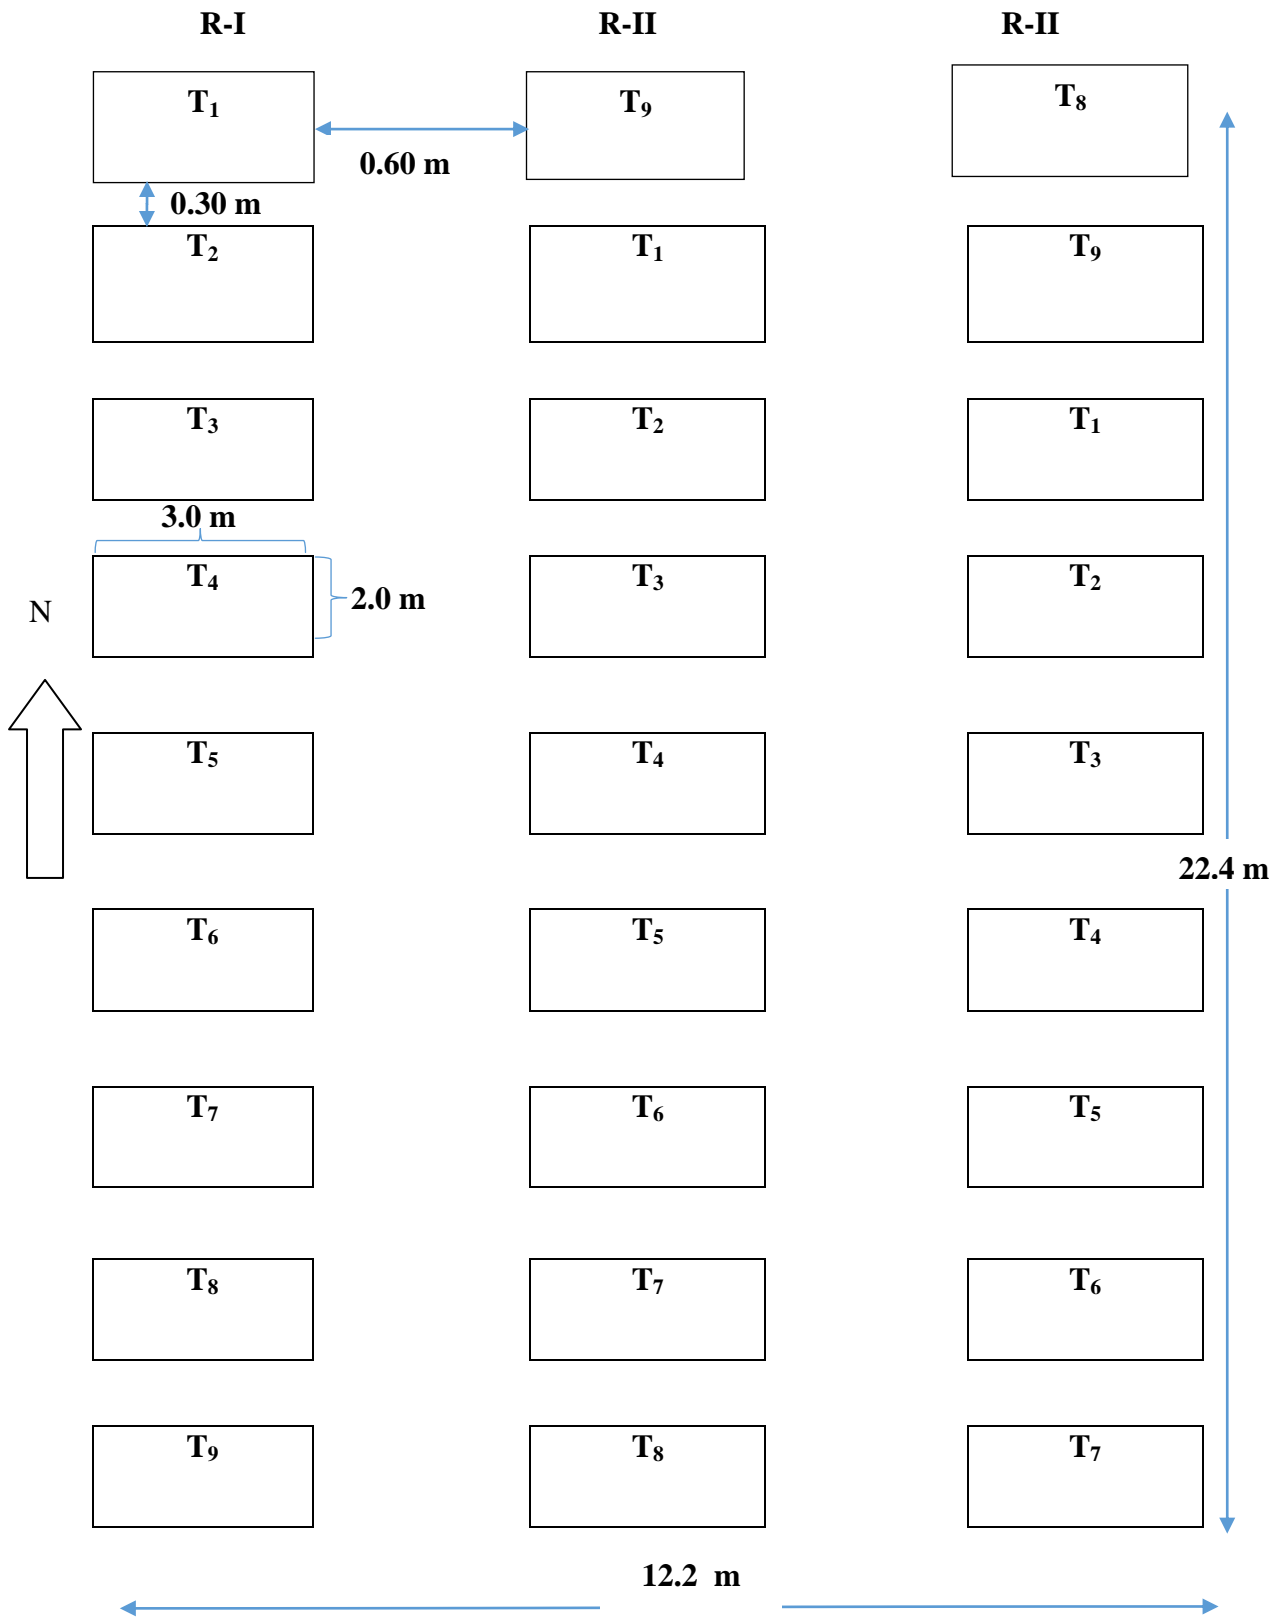 R-I R-II R-II
T₁ T₉ T₈
0.60 m
0.30 m
T₂ T₁ T₉
T₃ T₂ T₁
3.0 m
T₄ T₃ T₂
2.0 m
N
T₅ T₄ T₃
22.4 m
T₆ T₅ T₄
T₇ T₆ T₅
T₈ T₇ T₆
T₉ T₈ T₇
12.2 m